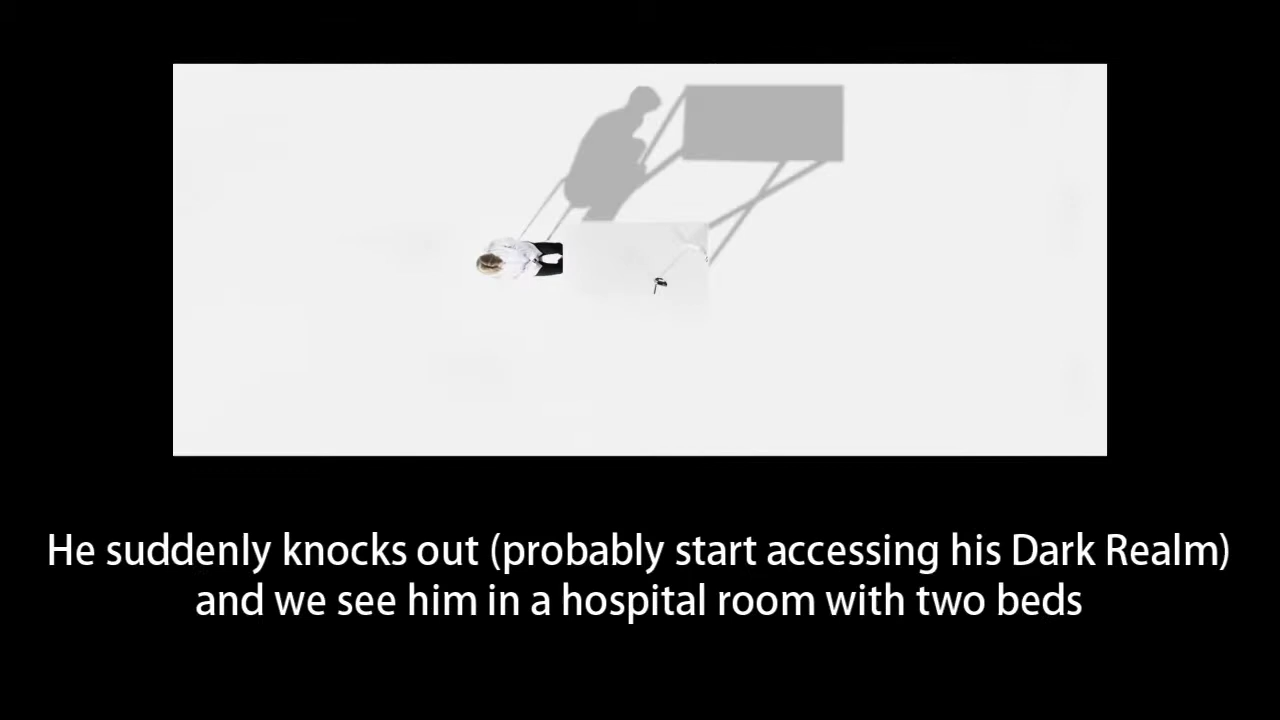 He suddenly knocks out (probably start accessing his Dark Realm)
and we see him in a hospital room with two beds